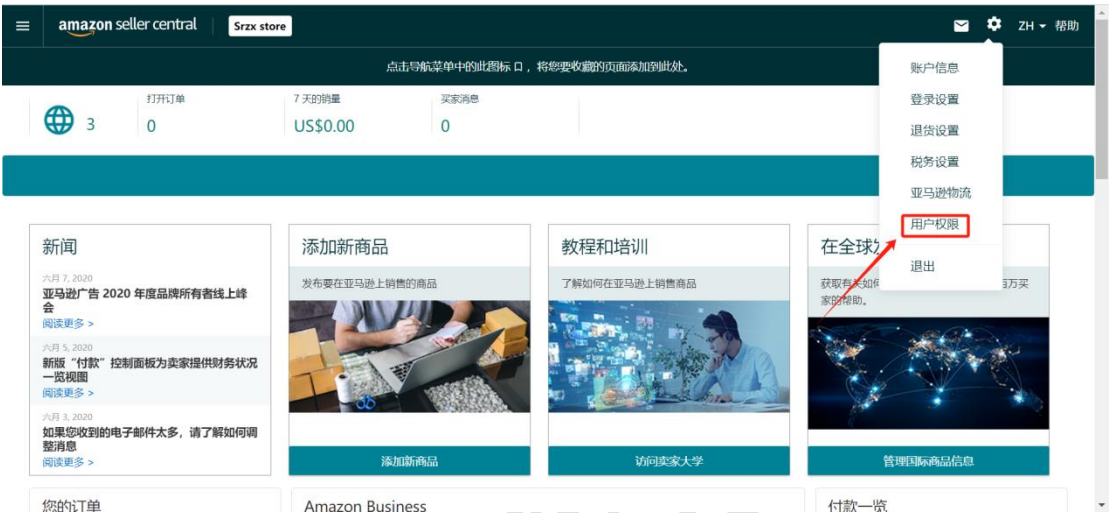 amazon seller central
Srzx store
ZH
帮助
点击导航菜单中的此图标 口，将您要收藏的页面添加到此处。
账户信息
登录设置
退货设置
税务设置
亚马逊物流
用户权限
退出
3
打开订单
0
7 天的销量
US$0.00
买家消息
0
新闻
六月 7, 2020
亚马逊广告 2020 年度品牌所有者线上峰
会
阅读更多 >
六月 5, 2020
新版“付款”控制面板为卖家提供财务状况
一览视图
阅读更多 >
六月 3, 2020
如果您收到的电子邮件太多，请了解如何调
整消息
阅读更多 >
添加新商品
发布要在亚马逊上销售的商品
添加新商品
教程和培训
了解如何在亚马逊上销售商品
访问卖家大学
在全球
获取有关如
百万买
家的帮助。
管理国际商品信息
您的订单
Amazon Business
付款一览